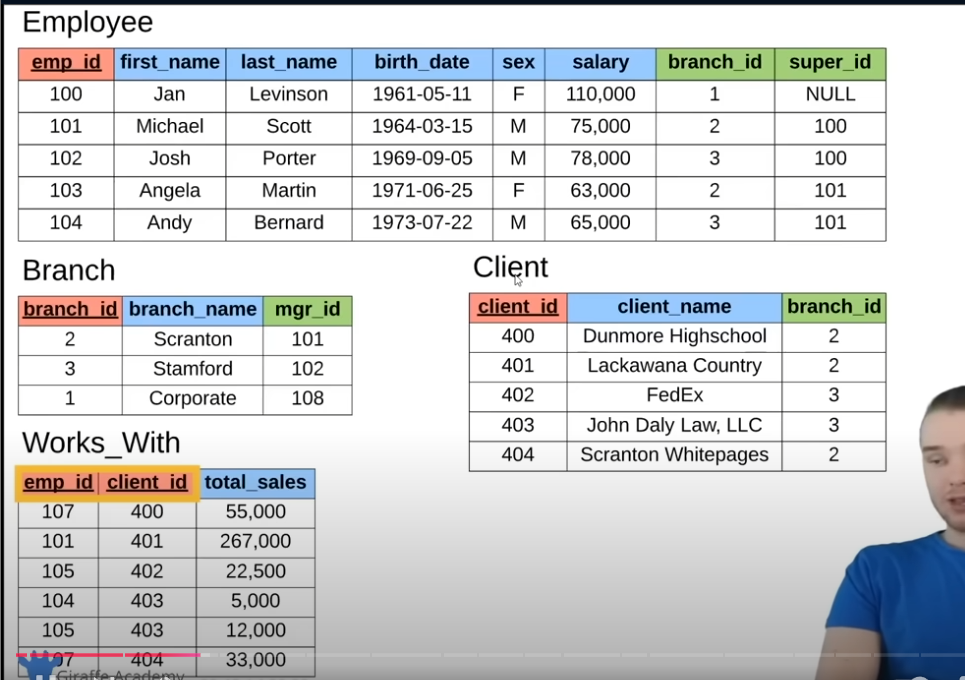 Employee
emp_id first_name last_name birth_date sex salary branch_id super_id
100 Jan Levinson 1961-05-11 F 110,000 1 NULL
101 Michael Scott 1964-03-15 M 75,000 2 100
102 Josh Porter 1969-09-05 M 78,000 3 100
103 Angela Martin 1971-06-25 F 63,000 2 101
104 Andy Bernard 1973-07-22 M 65,000 3 101
Branch
branch_id branch_name mgr_id
2 Scranton 101
3 Stamford 102
1 Corporate 108
Client
client_id client_name branch_id
400 Dunmore Highschool 2
401 Lackawana Country 2
402 FedEx 3
403 John Daly Law, LLC 3
404 Scranton Whitepages 2
Works_With
emp_id client_id total_sales
107 400 55,000
101 401 267,000
105 402 22,500
104 403 5,000
105 403 12,000
404 33,000
Giraffe Academy